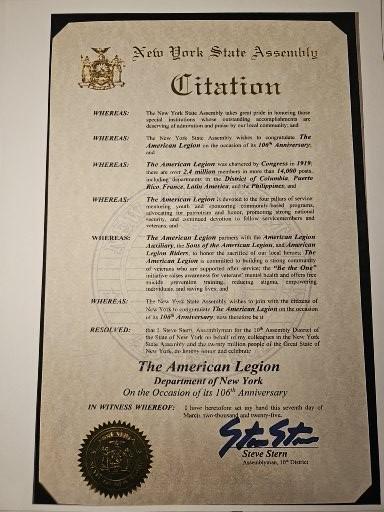 New York State Assembly
Citation
WHEREAS: The New York State Assembly takes great pride in honoring those
special institutions whose outstanding accomplishments are
deserving of admiration and praise by our local community; and
WHEREAS: The New York State Assembly wishes to congratulate The
American Legion on the occasion of its 106th Anniversary;
and
WHEREAS: The American Legion was chartered by Congress in 1919;
there are over 2.4 million members in more than 14,000 posts,
including departments in the District of Columbia, Puerto
Rico, France, Latin America, and the Philippines; and
WHEREAS: The American Legion is devoted to the four pillars of service:
mentoring youth and sponsoring community-based programs,
advocating for patriotism and honor, promoting strong national
security, and continued devotion to fellow servicemembers and
veterans; and
WHEREAS: The American Legion partners with the American Legion
Auxiliary, the Sons of the American Legion, and American
Legion Riders, to honor the sacrifice of our local heroes; The
American Legion is committed to building a strong community
of veterans who are supported after service; the "Be the One"
initiative raises awareness for veterans' mental health and offers free
suicide prevention training, reducing stigma, empowering
individuals, and saving lives; and
WHEREAS: The New York State Assembly wishes to join with the citizens of
New York to congratulate The American Legion on the occasion
of its 106th Anniversary; now therefore be it
RESOLVED: that I, Steve Stern, Assemblyman for the 10th Assembly District of
the State of New York on behalf of my colleagues in the New York
State Assembly and the twenty million people of the Great State of
New York, do hereby honor and celebrate
The American Legion
Department of New York
On the Occasion of its 106th Anniversary
IN WITNESS WHEREOF: I have heretofore set my hand this seventh day of
March, two-thousand and twenty-five.
Steve Stern
Assemblyman, 10th District